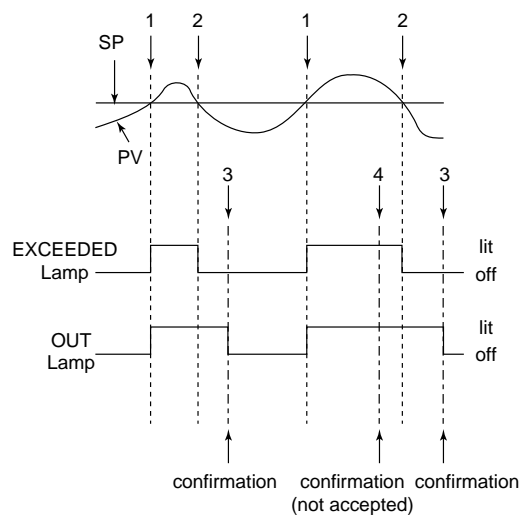 1 2 1 2
SP
PV
3 4 3
EXCEEDED
Lamp
lit
off
OUT
Lamp
lit
off
confirmation confirmation confirmation
(not accepted)